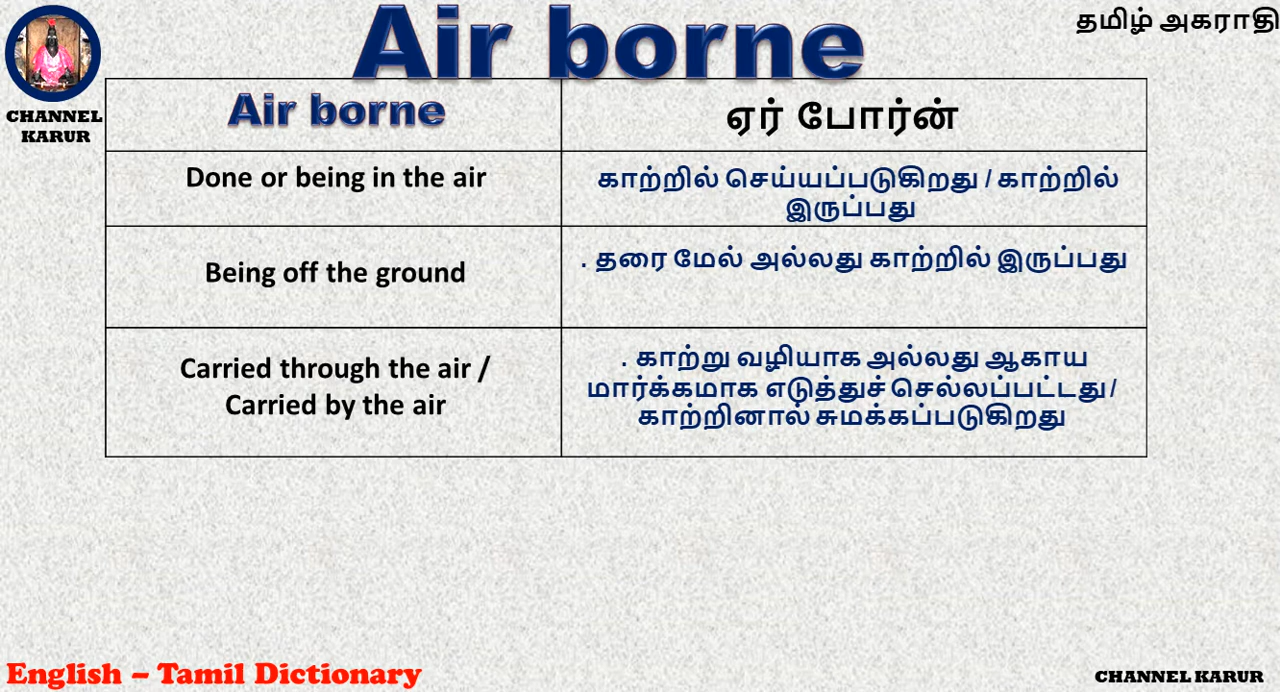 Air borne
தமிழ் அகராதி
CHANNEL
KARUR
Air borne
ஏர் போர்ன்
Done or being in the air
காற்றில் செய்யப்படுகிறது / காற்றில்
இருப்பது
Being off the ground
. தரை மேல் அல்லது காற்றில் இருப்பது
Carried through the air /
Carried by the air
. காற்று வழியாக அல்லது ஆகாய
மார்க்கமாக எடுத்துச் செல்லப்பட்டது /
காற்றினால் சுமக்கப்படுகிறது
English – Tamil Dictionary
CHANNEL KARUR